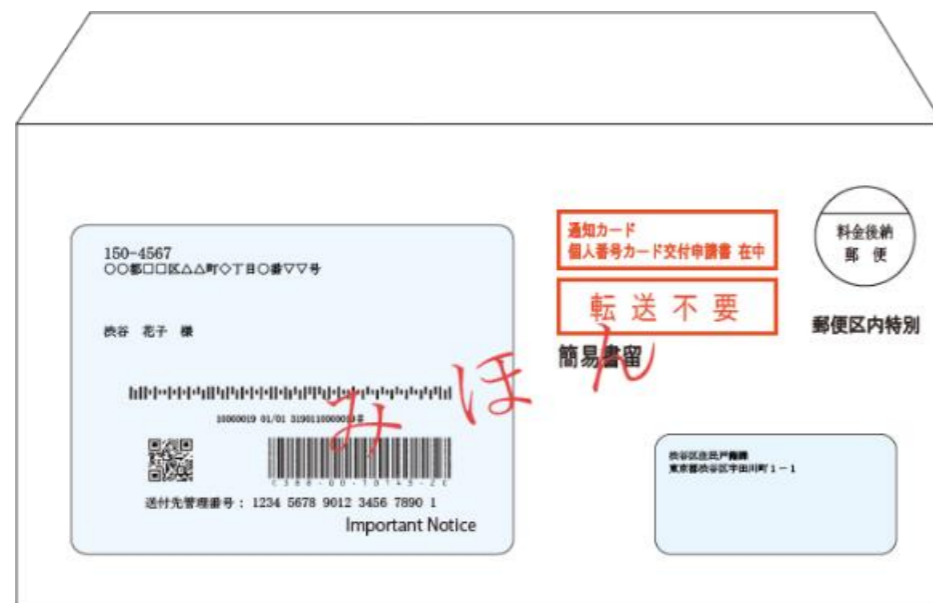 150-4567
〇〇都□□区△△町◇丁目〇番▽▽号
渋谷 花子 様
10000019 01/01
送付先管理番号: 1234 5678 9012 3456 7890 1
Important Notice
通知カード
個人番号カード交付申請書 在中
転送不要
簡易書留
料金後納
郵便
郵便区内特別
みほん
渋谷区住民戸籍課
東京都渋谷区宇田川町1-1